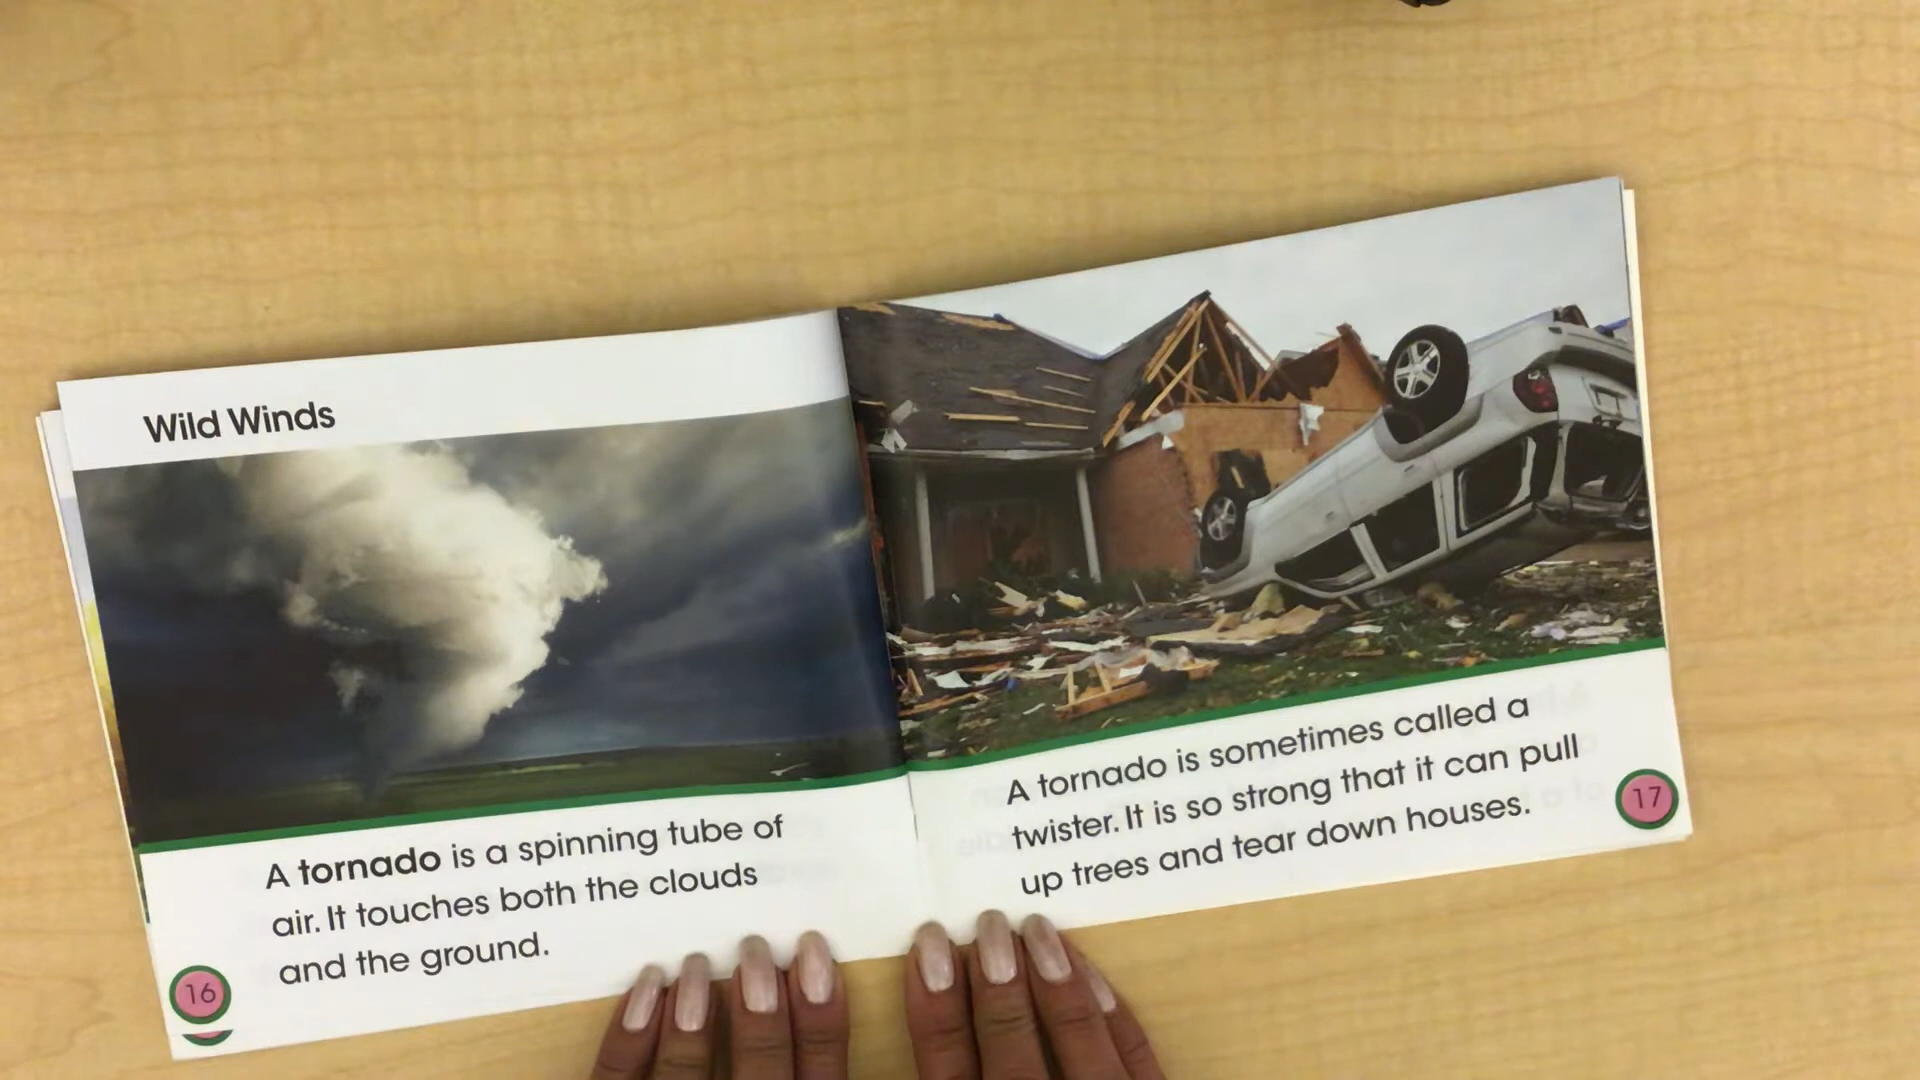 Wild Winds
A tornado is a spinning tube of
air. It touches both the clouds
and the ground.
16
A tornado is sometimes called a
twister. It is so strong that it can pull
up trees and tear down houses.
17